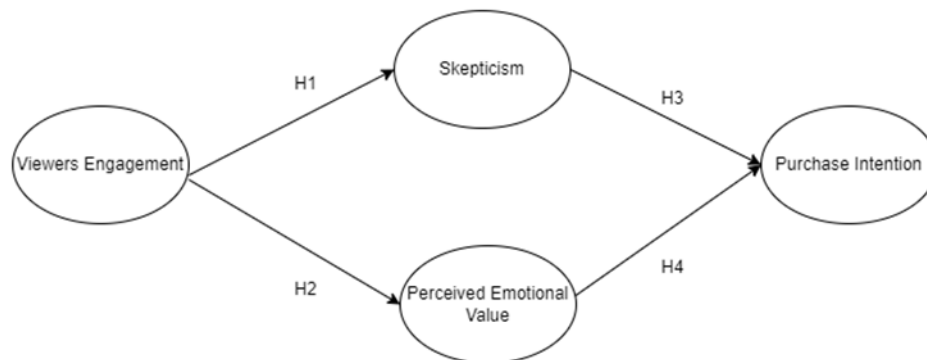 Skepticism
H1
H3
Viewers Engagement
Purchase Intention
H2
H4
Perceived Emotional
Value